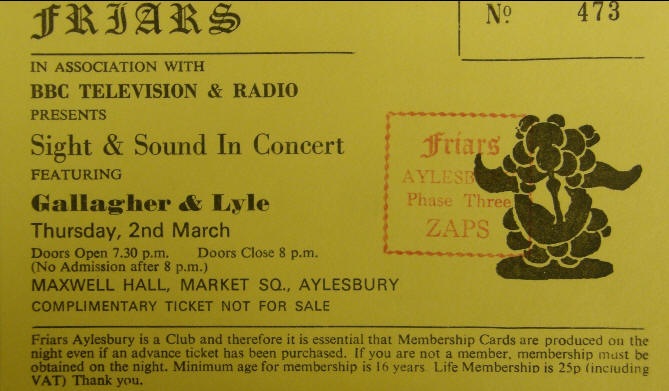 FRIARS
Nº 473
IN ASSOCIATION WITH
BBC TELEVISION & RADIO
PRESENTS
Sight & Sound In Concert
FEATURING
Gallagher & Lyle
Thursday, 2nd March
Doors Open 7.30 p.m. Doors Close 8 p.m.
(No Admission after 8 p.m.)
MAXWELL HALL, MARKET SQ., AYLESBURY
COMPLIMENTARY TICKET NOT FOR SALE
Friars
AYLESB
Phase Three
ZAPS
Friars Aylesbury is a Club and therefore it is essential that Membership Cards are produced on the
night even if an advance ticket has been purchased. If you are not a member, membership must be
obtained on the night. Minimum age for membership is 16 years. Life Membership is 25p (including
VAT) Thank you.